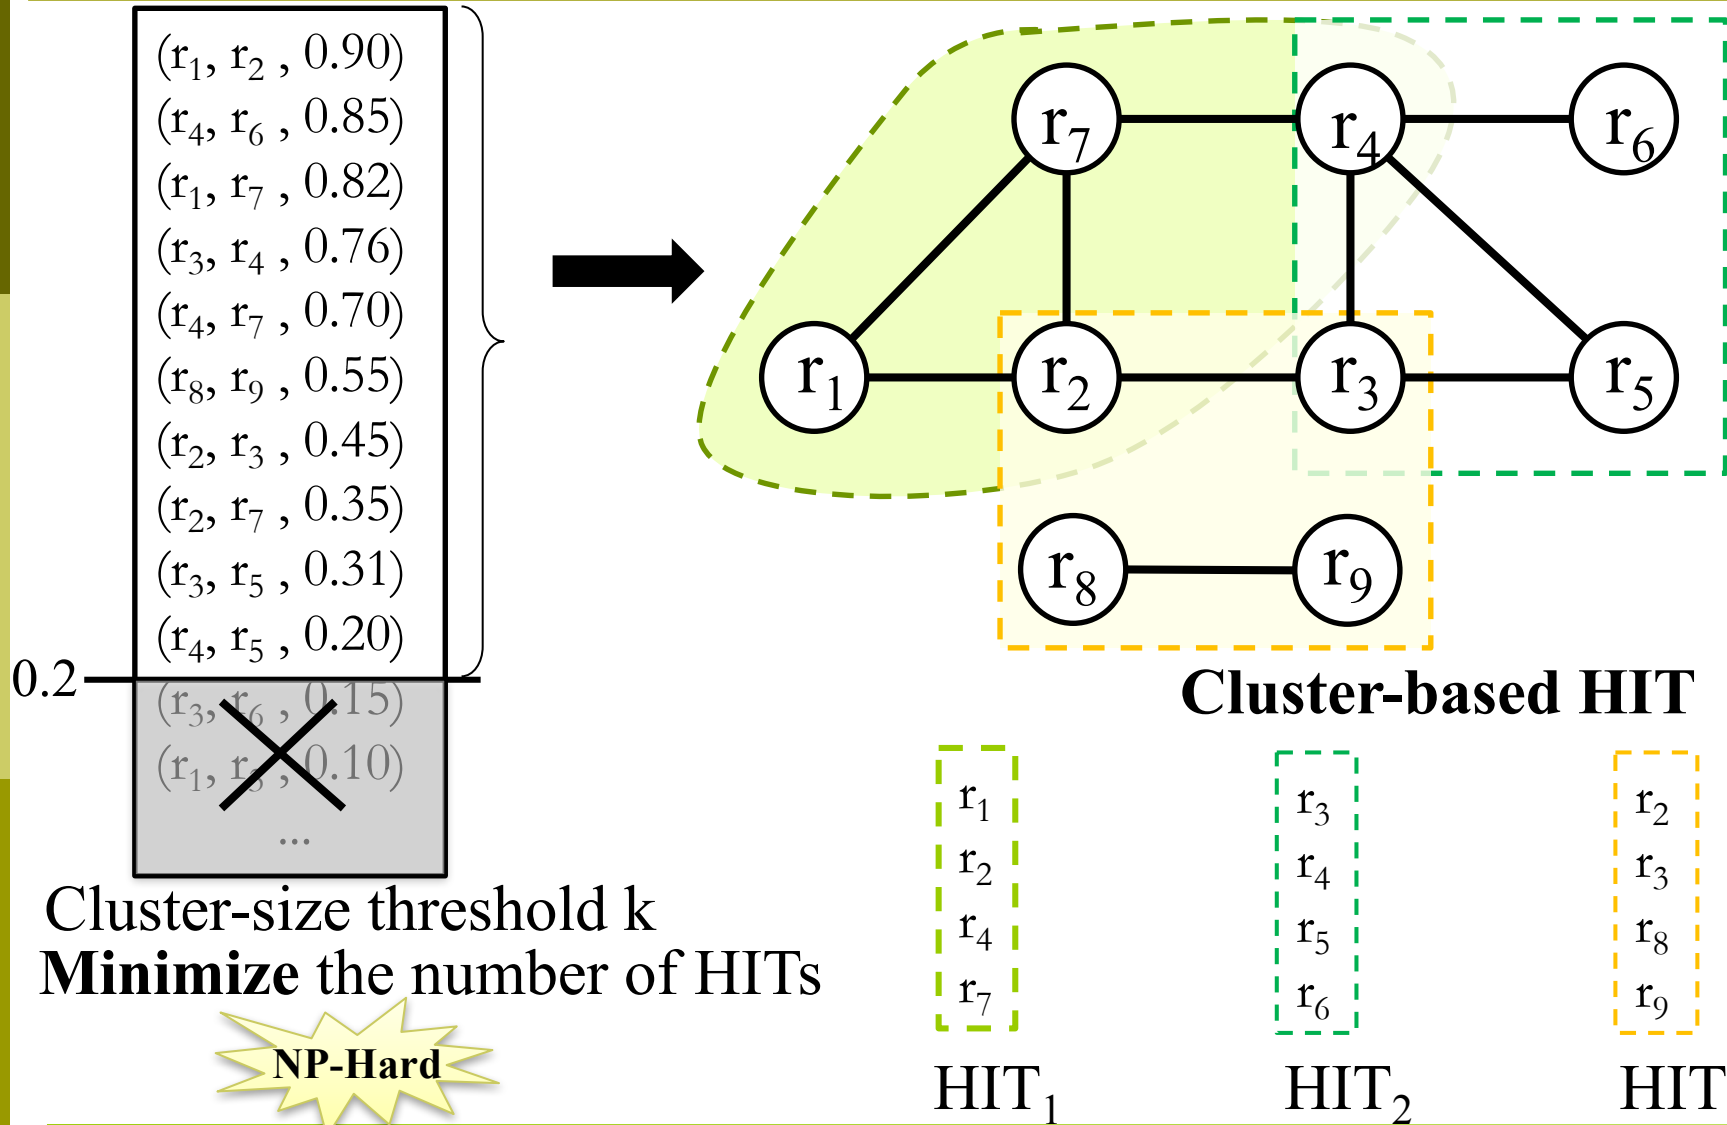 (r₁, r₂ , 0.90)
(r₄, r₆ , 0.85)
(r₁, r₇ , 0.82)
(r₃, r₄ , 0.76)
(r₄, r₇ , 0.70)
(r₈, r₉ , 0.55)
(r₂, r₃ , 0.45)
(r₂, r₇ , 0.35)
(r₃, r₅ , 0.31)
(r₄, r₅ , 0.20)
0.2
(r₃, r₆ , 0.15)
(r₁, r₃ , 0.10)
...
Cluster-size threshold k
Minimize the number of HITs
NP-Hard
r₇ r₄ r₆
r₁ r₂ r₃ r₅
r₈ r₉
Cluster-based HIT
r₁
r₂
r₄
r₇
HIT₁
r₃
r₄
r₅
r₆
HIT₂
r₂
r₃
r₈
r₉
HIT